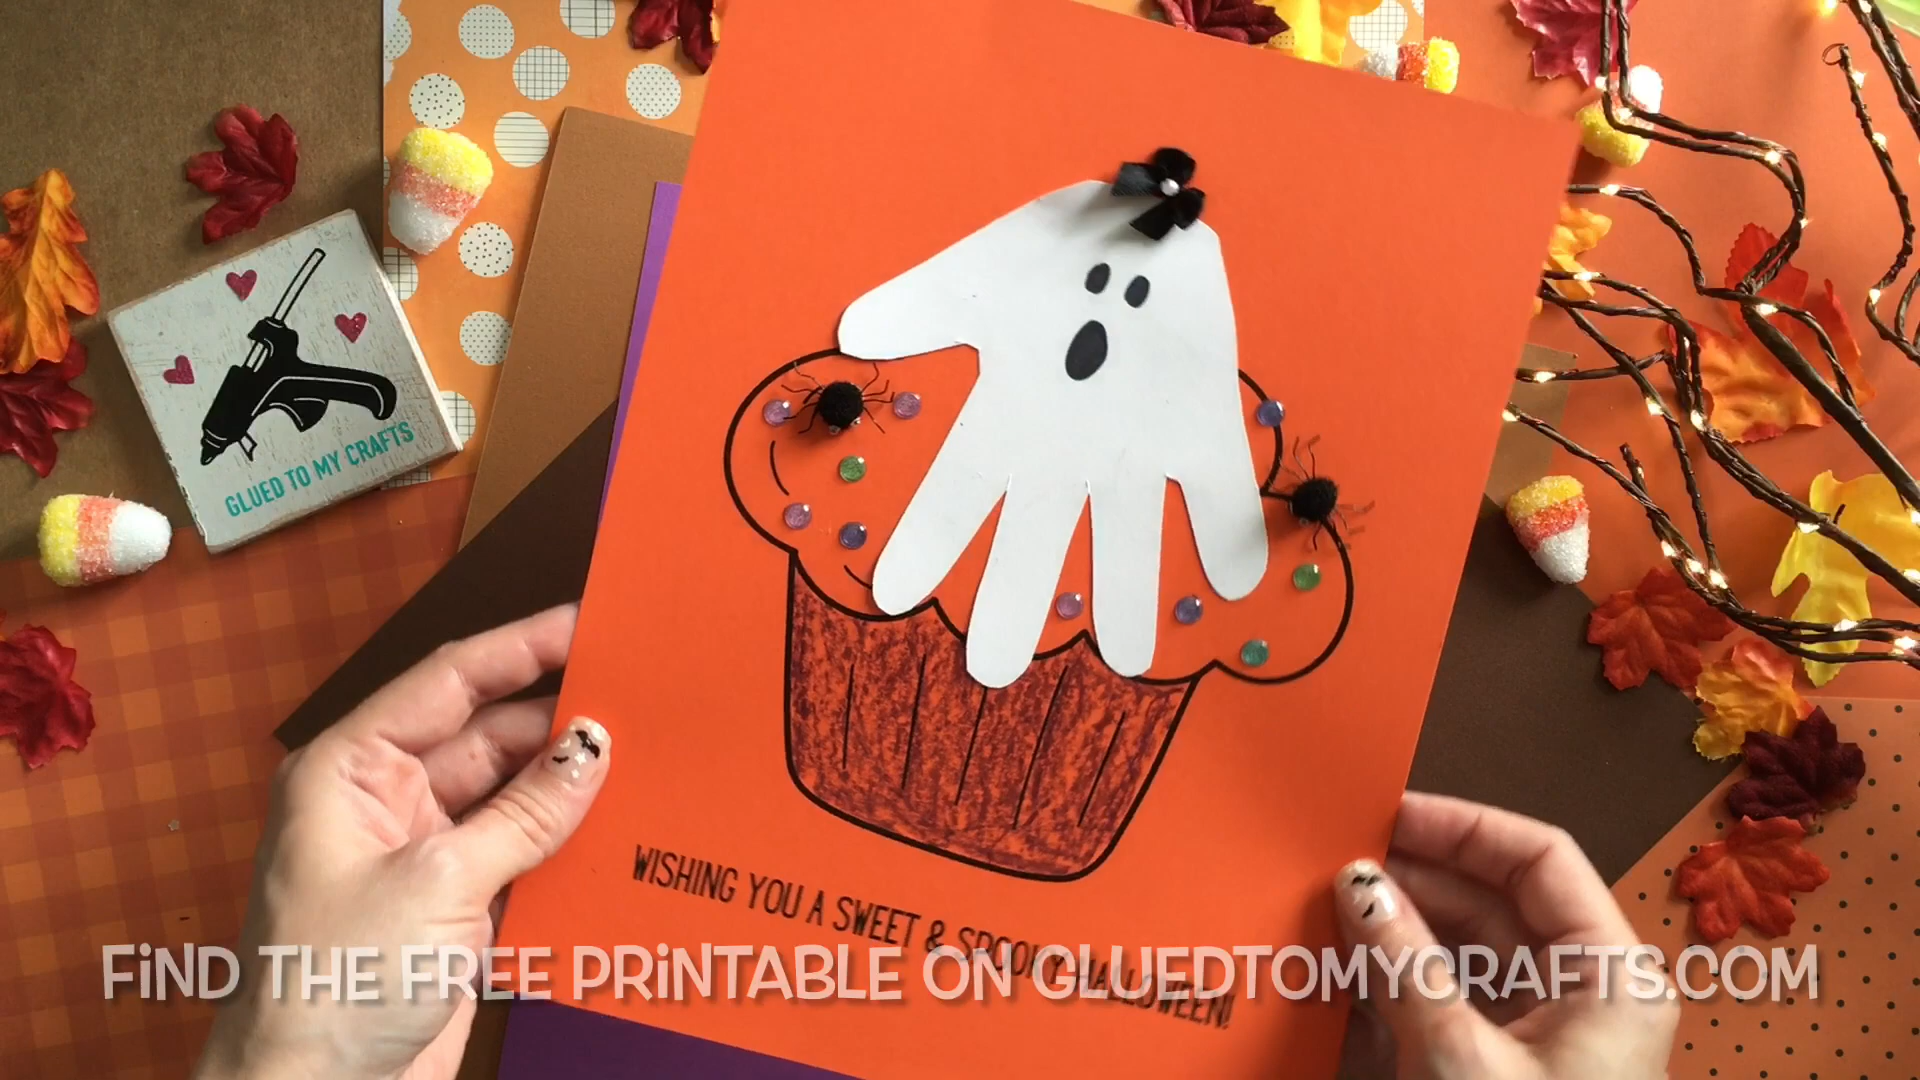 GLUED TO MY CRAFTS
WISHING YOU A SWEET & SPOOKY HALLOWEEN!
FIND THE FREE PRINTABLE ON GLUEDTOMYCRAFTS.COM